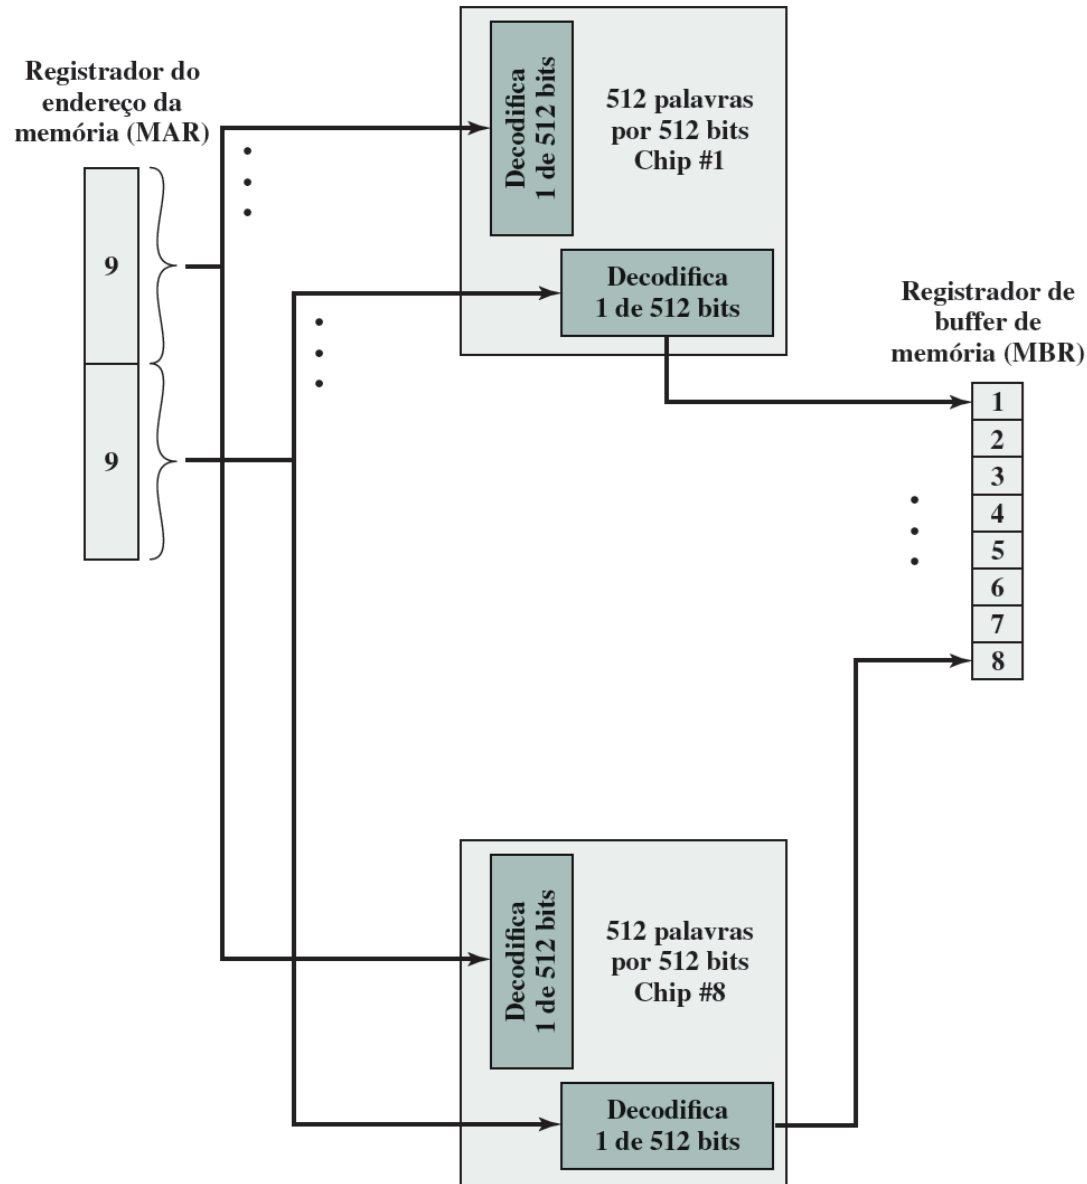 Registrador do
endereço da
memória (MAR)
9
9
Decodifica
1 de 512 bits
512 palavras
por 512 bits
Chip #1
Decodifica
1 de 512 bits
Registrador de
buffer de
memória (MBR)
1
2
3
4
5
6
7
8
Decodifica
1 de 512 bits
512 palavras
por 512 bits
Chip #8
Decodifica
1 de 512 bits